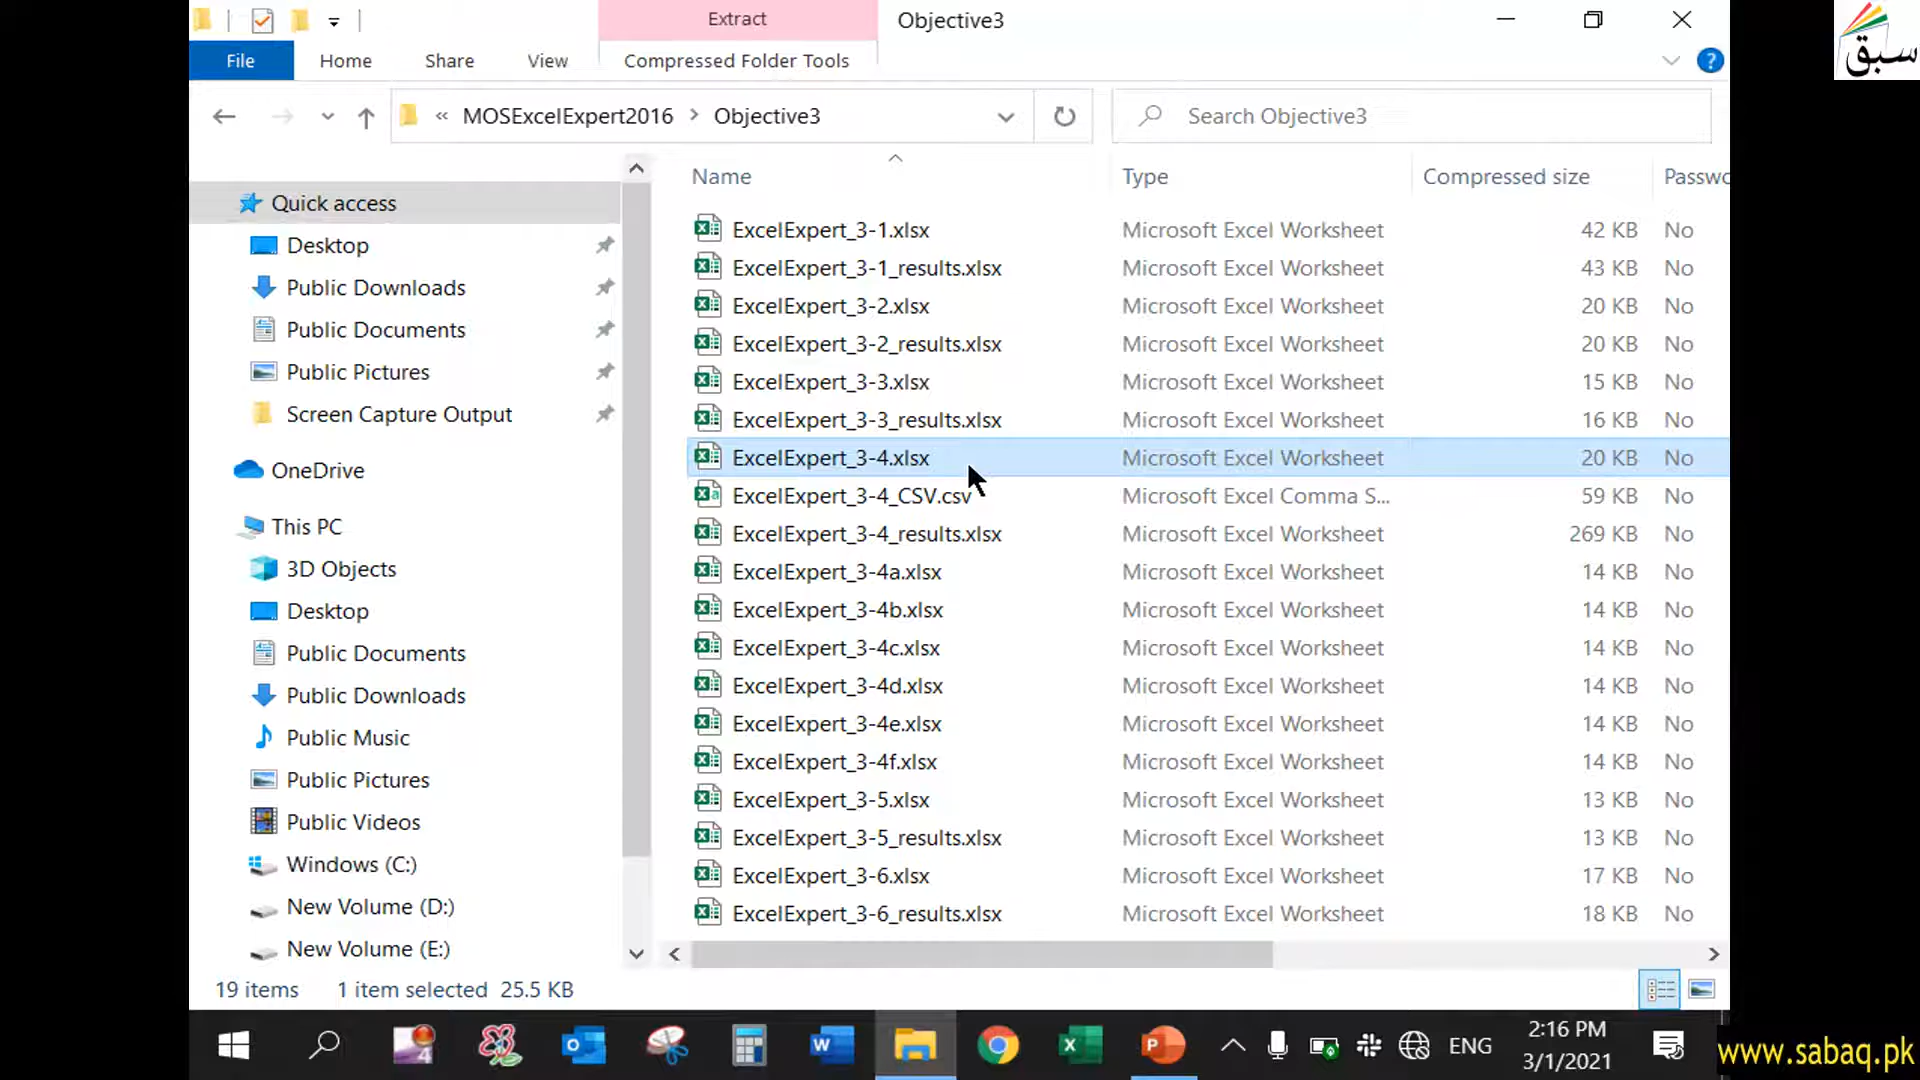 Extract
Objective3
سبق
File
Home
Share
View
Compressed Folder Tools
« MOSExcelExpert2016 > Objective3
Search Objective3
Name
Type
Compressed size
Passwo
Quick access
Desktop
Public Downloads
Public Documents
Public Pictures
Screen Capture Output
OneDrive
This PC
3D Objects
Desktop
Public Documents
Public Downloads
Public Music
Public Pictures
Public Videos
Windows (C:)
New Volume (D:)
New Volume (E:)
ExcelExpert_3-1.xlsx Microsoft Excel Worksheet 42 KB No
ExcelExpert_3-1_results.xlsx Microsoft Excel Worksheet 43 KB No
ExcelExpert_3-2.xlsx Microsoft Excel Worksheet 20 KB No
ExcelExpert_3-2_results.xlsx Microsoft Excel Worksheet 20 KB No
ExcelExpert_3-3.xlsx Microsoft Excel Worksheet 15 KB No
ExcelExpert_3-3_results.xlsx Microsoft Excel Worksheet 16 KB No
ExcelExpert_3-4.xlsx Microsoft Excel Worksheet 20 KB No
ExcelExpert_3-4_CSV.csv Microsoft Excel Comma S... 59 KB No
ExcelExpert_3-4_results.xlsx Microsoft Excel Worksheet 269 KB No
ExcelExpert_3-4a.xlsx Microsoft Excel Worksheet 14 KB No
ExcelExpert_3-4b.xlsx Microsoft Excel Worksheet 14 KB No
ExcelExpert_3-4c.xlsx Microsoft Excel Worksheet 14 KB No
ExcelExpert_3-4d.xlsx Microsoft Excel Worksheet 14 KB No
ExcelExpert_3-4e.xlsx Microsoft Excel Worksheet 14 KB No
ExcelExpert_3-4f.xlsx Microsoft Excel Worksheet 14 KB No
ExcelExpert_3-5.xlsx Microsoft Excel Worksheet 13 KB No
ExcelExpert_3-5_results.xlsx Microsoft Excel Worksheet 13 KB No
ExcelExpert_3-6.xlsx Microsoft Excel Worksheet 17 KB No
ExcelExpert_3-6_results.xlsx Microsoft Excel Worksheet 18 KB No
19 items 1 item selected 25.5 KB
ENG
2:16 PM
3/1/2021
www.sabaq.pk